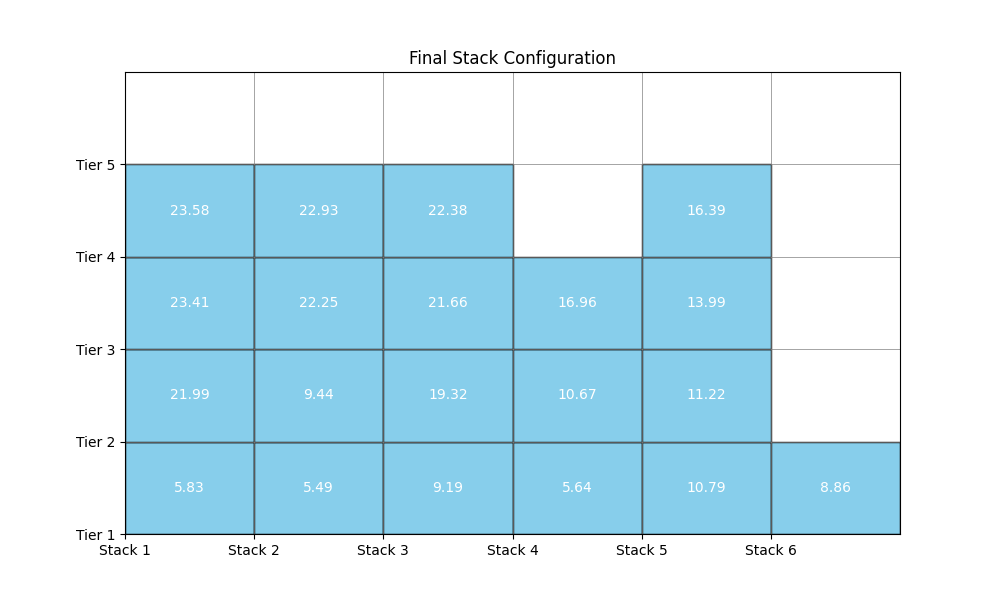 Final Stack Configuration
Tier 5
23.58 22.93 22.38 16.39
Tier 4
23.41 22.25 21.66 16.96 13.99
Tier 3
21.99 9.44 19.32 10.67 11.22
Tier 2
5.83 5.49 9.19 5.64 10.79 8.86
Tier 1
Stack 1 Stack 2 Stack 3 Stack 4 Stack 5 Stack 6